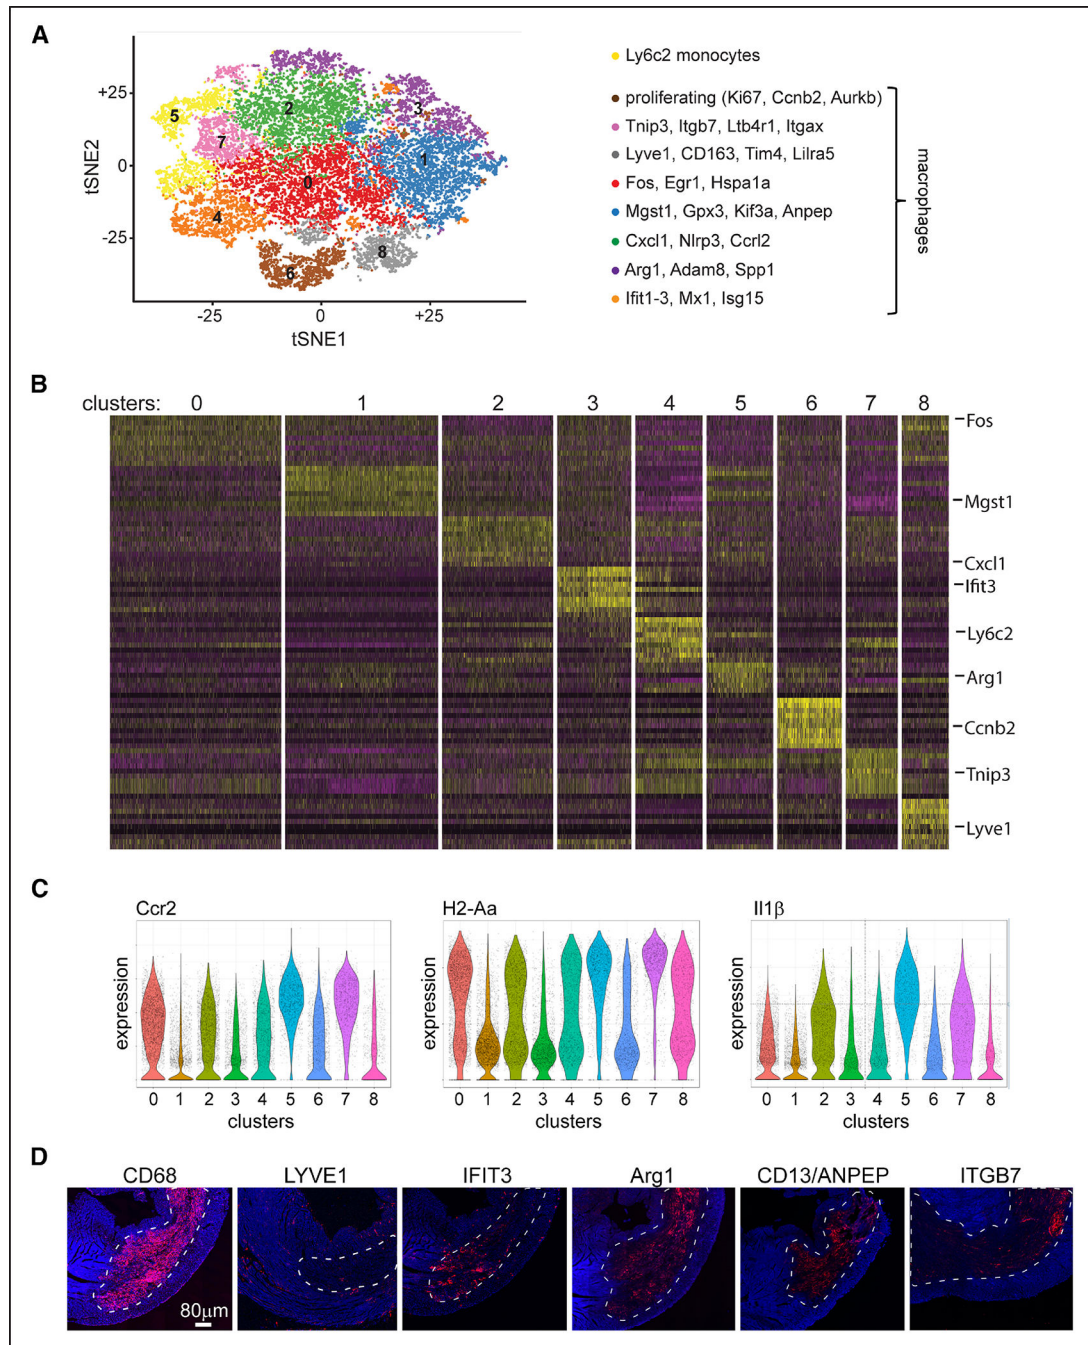 A
+25
0
-25
tSNE2
-25
0
+25
tSNE1
5
2
3
7
1
0
4
6
8
Ly6c2 monocytes
proliferating (Ki67, Ccnb2, Aurkb)
Tnip3, Itgb7, Ltb4r1, Itgax
Lyve1, CD163, Tim4, Lilra5
Fos, Egr1, Hspa1a
Mgst1, Gpx3, Kif3a, Anpep
Cxcl1, Nlrp3, Ccrl2
Arg1, Adam8, Spp1
Ifit1-3, Mx1, Isg15
macrophages
B
clusters: 0 1 2 3 4 5 6 7 8
Fos
Mgst1
Cxcl1
Ifit3
Ly6c2
Arg1
Ccnb2
Tnip3
Lyve1
C
Ccr2
expression
0 1 2 3 4 5 6 7 8
clusters
H2-Aa
expression
0 1 2 3 4 5 6 7 8
clusters
Il1β
expression
0 1 2 3 4 5 6 7 8
clusters
D
CD68 LYVE1 IFIT3 Arg1 CD13/ANPEP ITGB7
80μm